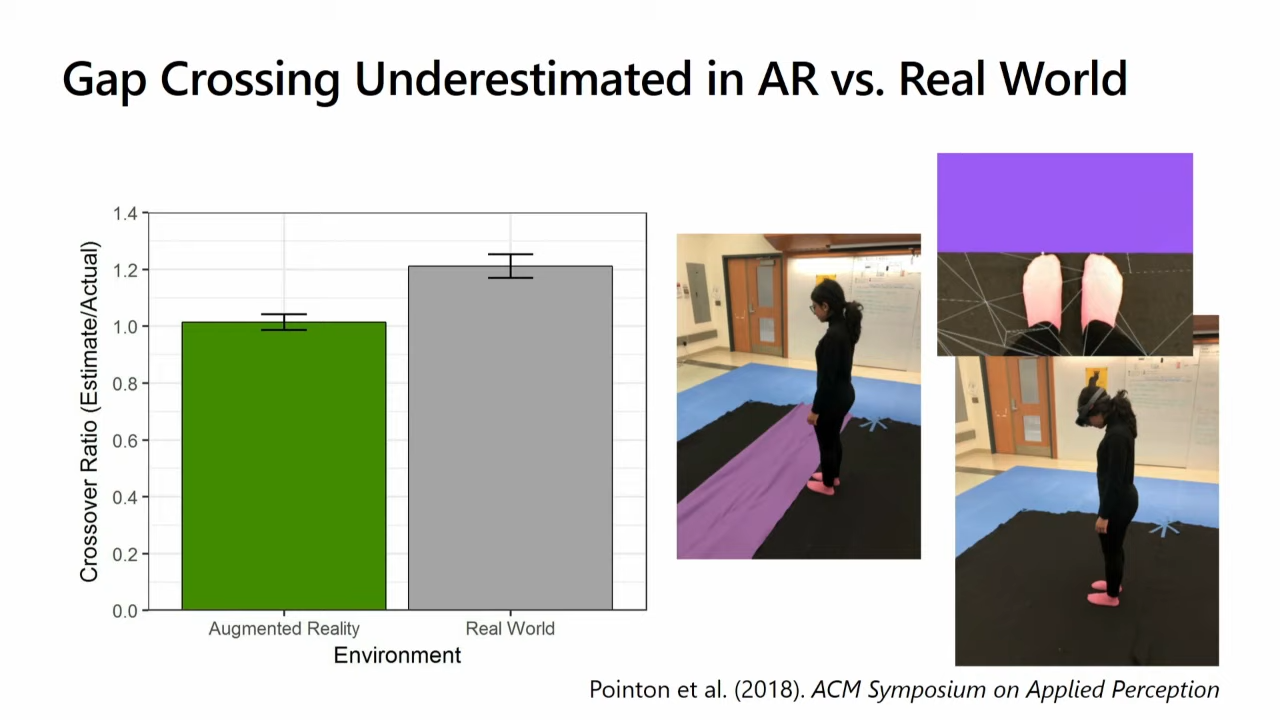 Gap Crossing Underestimated in AR vs. Real World
Crossover Ratio (Estimate/Actual)
1.4
1.2
1.0
0.8
0.6
0.4
0.2
0.0
Augmented Reality
Real World
Environment
Pointon et al. (2018). ACM Symposium on Applied Perception